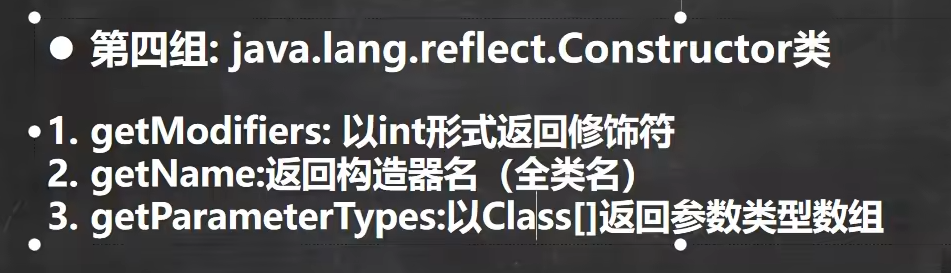 ● 第四组: java.lang.reflect.Constructor类
1. getModifiers: 以int形式返回修饰符
2. getName:返回构造器名（全类名）
3. getParameterTypes:以Class[]返回参数类型数组